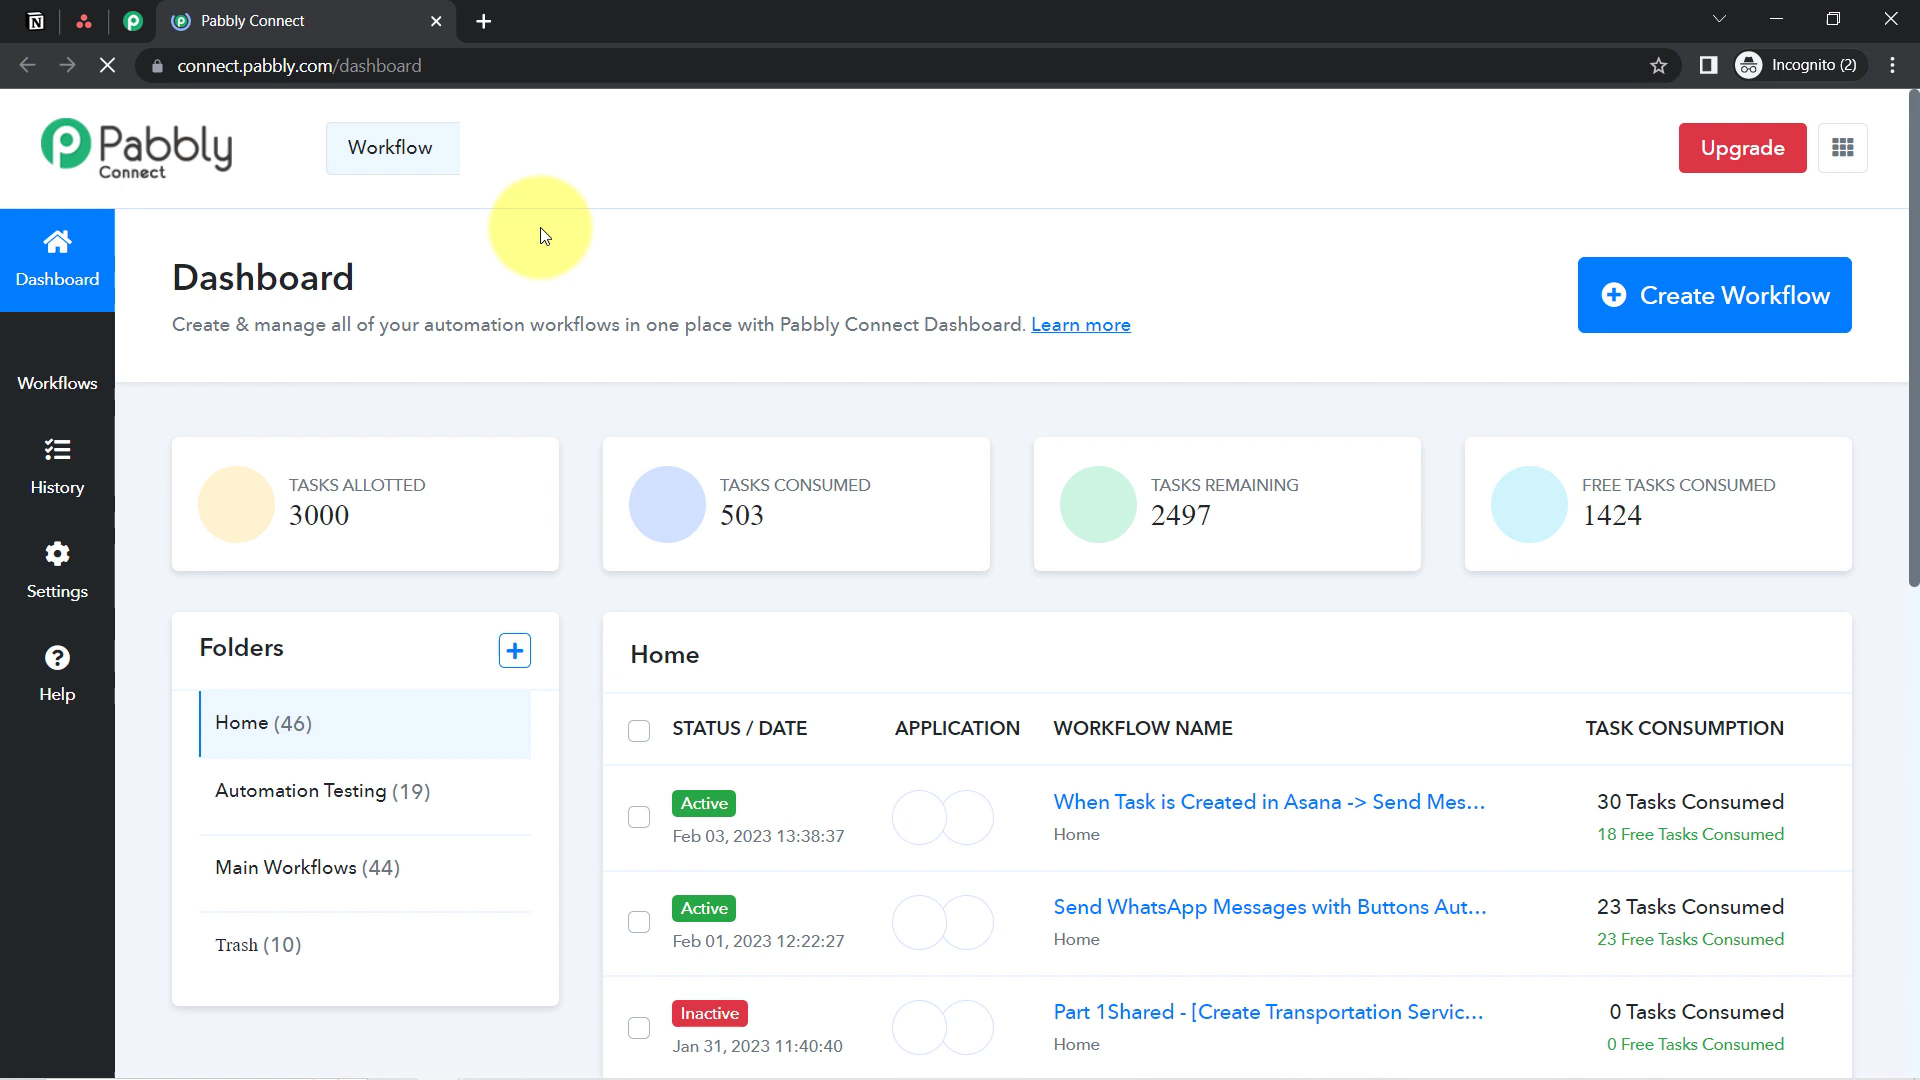 Pabbly Connect
connect.pabbly.com/dashboard
Incognito (2)
Pabbly
Connect
Workflow
Upgrade
Dashboard
Workflows
History
Settings
Help
Dashboard
Create & manage all of your automation workflows in one place with Pabbly Connect Dashboard. Learn more
Create Workflow
TASKS ALLOTTED
3000
TASKS CONSUMED
503
TASKS REMAINING
2497
FREE TASKS CONSUMED
1424
Folders
Home (46)
Automation Testing (19)
Main Workflows (44)
Trash (10)
Home
STATUS / DATE APPLICATION WORKFLOW NAME TASK CONSUMPTION
Active When Task is Created in Asana -> Send Mes... 30 Tasks Consumed
Feb 03, 2023 13:38:37 Home 18 Free Tasks Consumed
Active Send WhatsApp Messages with Buttons Aut... 23 Tasks Consumed
Feb 01, 2023 12:22:27 Home 23 Free Tasks Consumed
Inactive Part 1Shared - [Create Transportation Servic... 0 Tasks Consumed
Jan 31, 2023 11:40:40 Home 0 Free Tasks Consumed